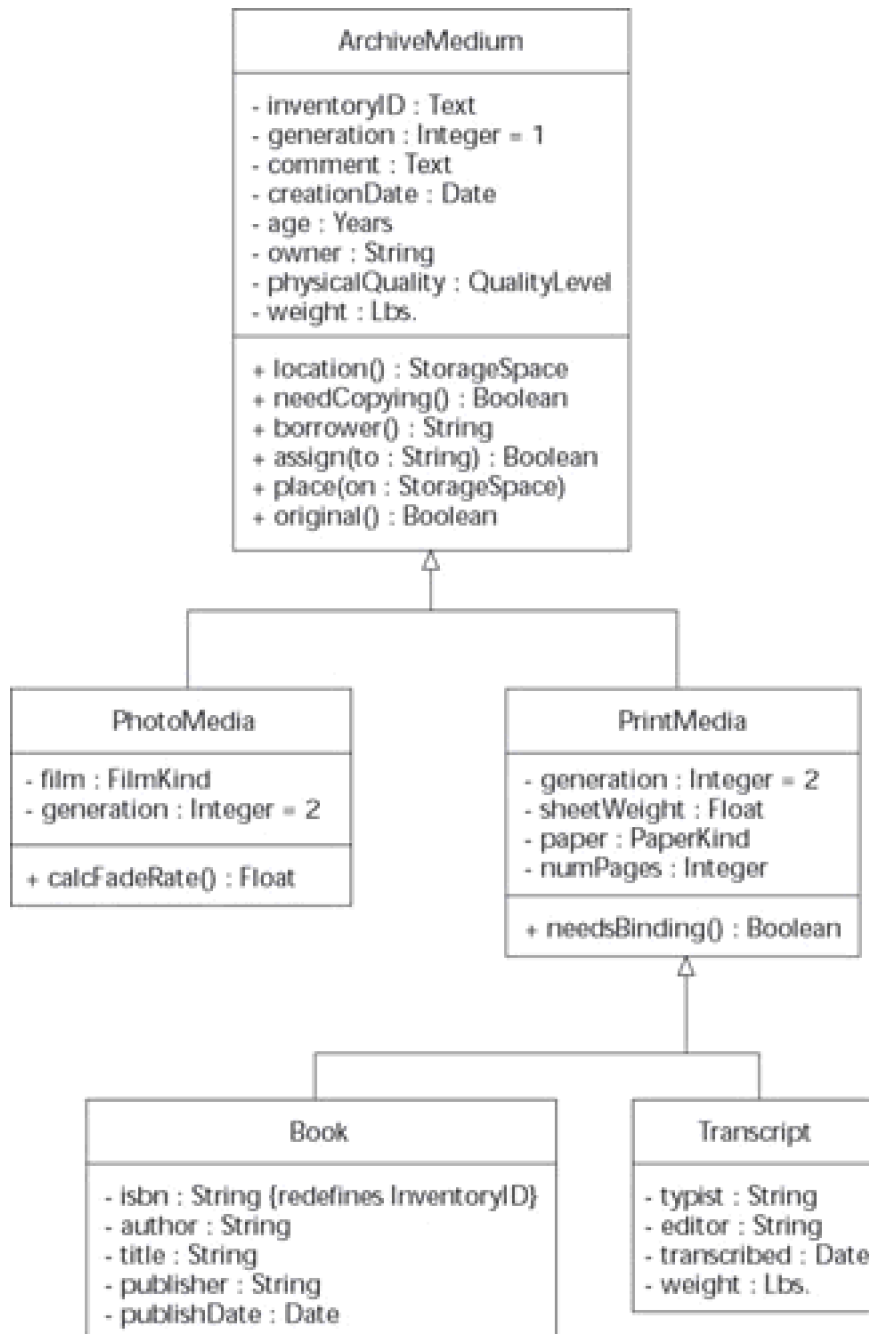 ArchiveMedium
- inventoryID : Text
- generation : Integer = 1
- comment : Text
- creationDate : Date
- age : Years
- owner : String
- physicalQuality : QualityLevel
- weight : Lbs.
+ location() : StorageSpace
+ needCopying() : Boolean
+ borrower() : String
+ assign(to : String) : Boolean
+ place(on : StorageSpace)
+ original() : Boolean
PhotoMedia
- film : FilmKind
- generation : Integer = 2
+ calcFadeRate() : Float
PrintMedia
- generation : Integer = 2
- sheetWeight : Float
- paper : PaperKind
- numPages : Integer
+ needsBinding() : Boolean
Book
- isbn : String {redefines InventoryID}
- author : String
- title : String
- publisher : String
- publishDate : Date
Transcript
- typist : String
- editor : String
- transcribed : Date
- weight : Lbs.